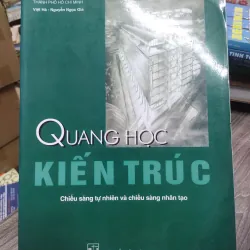 THÀNH PHỐ HỒ CHÍ MINH
Việt Hà - Nguyễn Ngọc Giả
QUANG HỌC
KIẾN TRÚC
Chiếu sáng tự nhiên và chiếu sáng nhân tạo